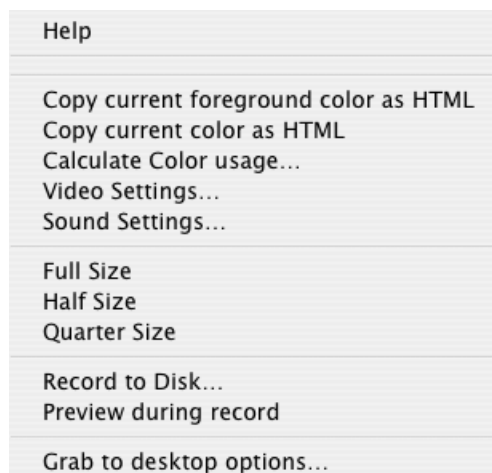 Help
Copy current foreground color as HTML
Copy current color as HTML
Calculate Color usage...
Video Settings...
Sound Settings...
Full Size
Half Size
Quarter Size
Record to Disk...
Preview during record
Grab to desktop options...